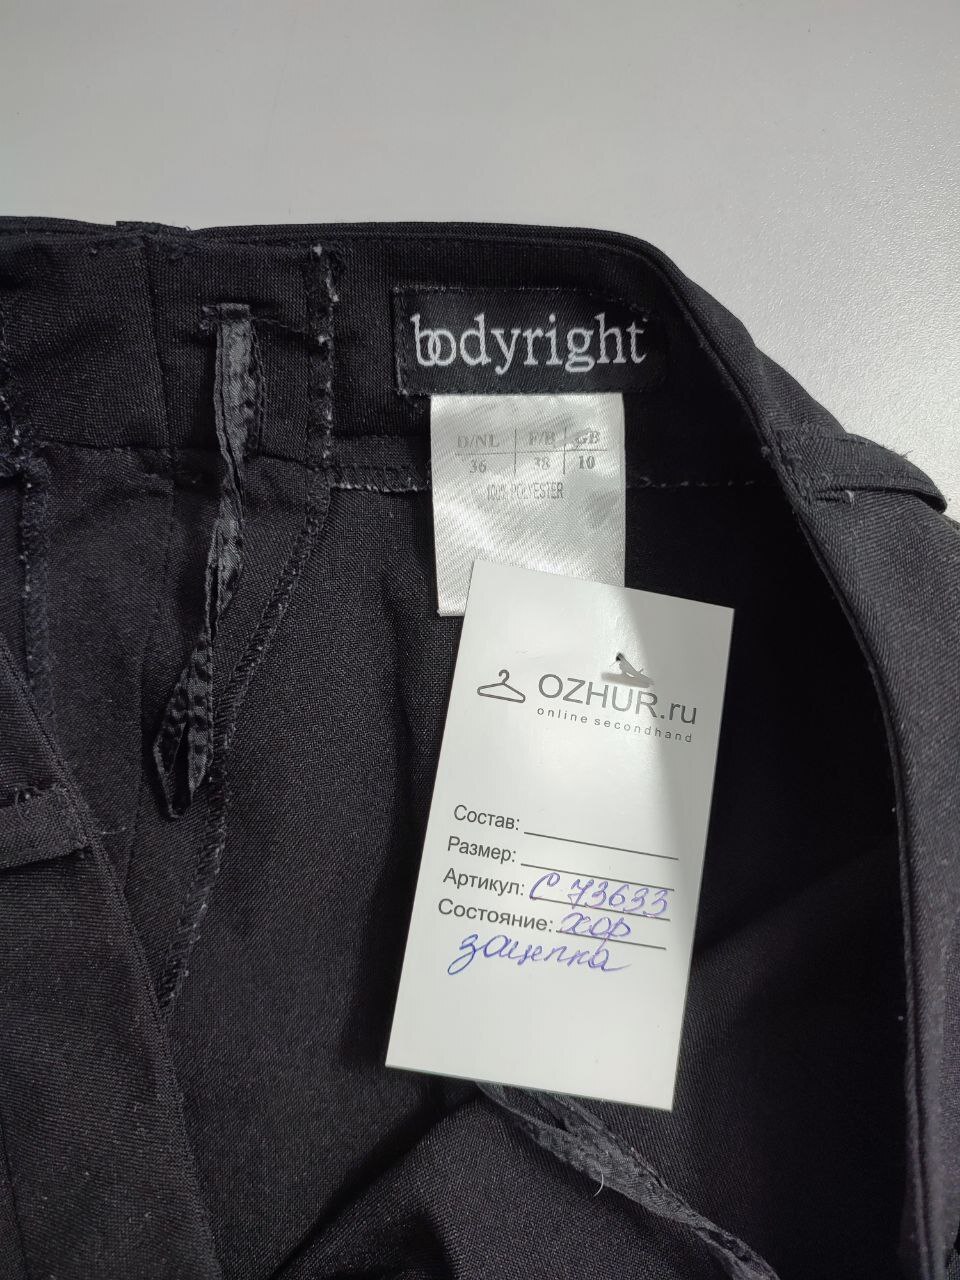 bodyright
D/NL F/B GB
36 38 10
100% POLYESTER
OZHUR.ru
online secondhand
Состав:
Размер:
Артикул: С 73633
Состояние: хор
зацепка